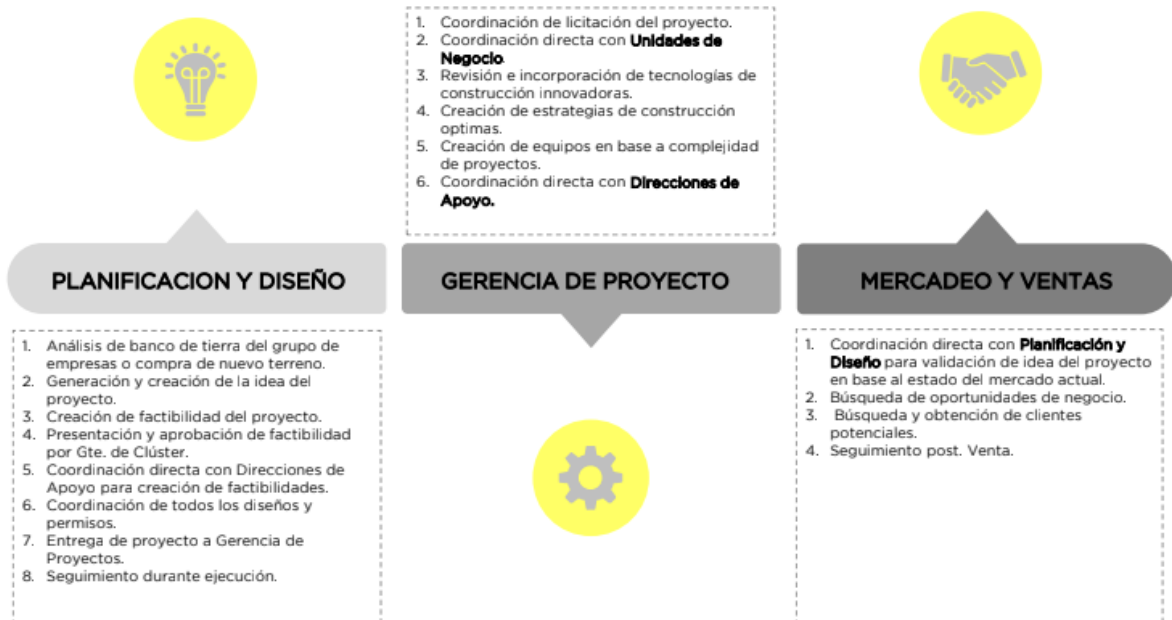 1. Coordinación de licitación del proyecto.
2. Coordinación directa con Unidades de
Negocio.
3. Revisión e incorporación de tecnologías de
construcción innovadoras.
4. Creación de estrategias de construcción
optimas.
5. Creación de equipos en base a complejidad
de proyectos.
6. Coordinación directa con Direcciones de
Apoyo.
PLANIFICACION Y DISEÑO
GERENCIA DE PROYECTO
MERCADEO Y VENTAS
1. Análisis de banco de tierra del grupo de
empresas o compra de nuevo terreno.
2. Generación y creación de la idea del
proyecto.
3. Creación de factibilidad del proyecto.
4. Presentación y aprobación de factibilidad
por Gte. de Clúster.
5. Coordinación directa con Direcciones de
Apoyo para creación de factibilidades.
6. Coordinación de todos los diseños y
permisos.
7. Entrega de proyecto a Gerencia de
Proyectos.
8. Seguimiento durante ejecución.
1. Coordinación directa con Planificación y
Diseño para validación de idea del proyecto
en base al estado del mercado actual.
2. Búsqueda de oportunidades de negocio.
3. Búsqueda y obtención de clientes
potenciales.
4. Seguimiento post. Venta.